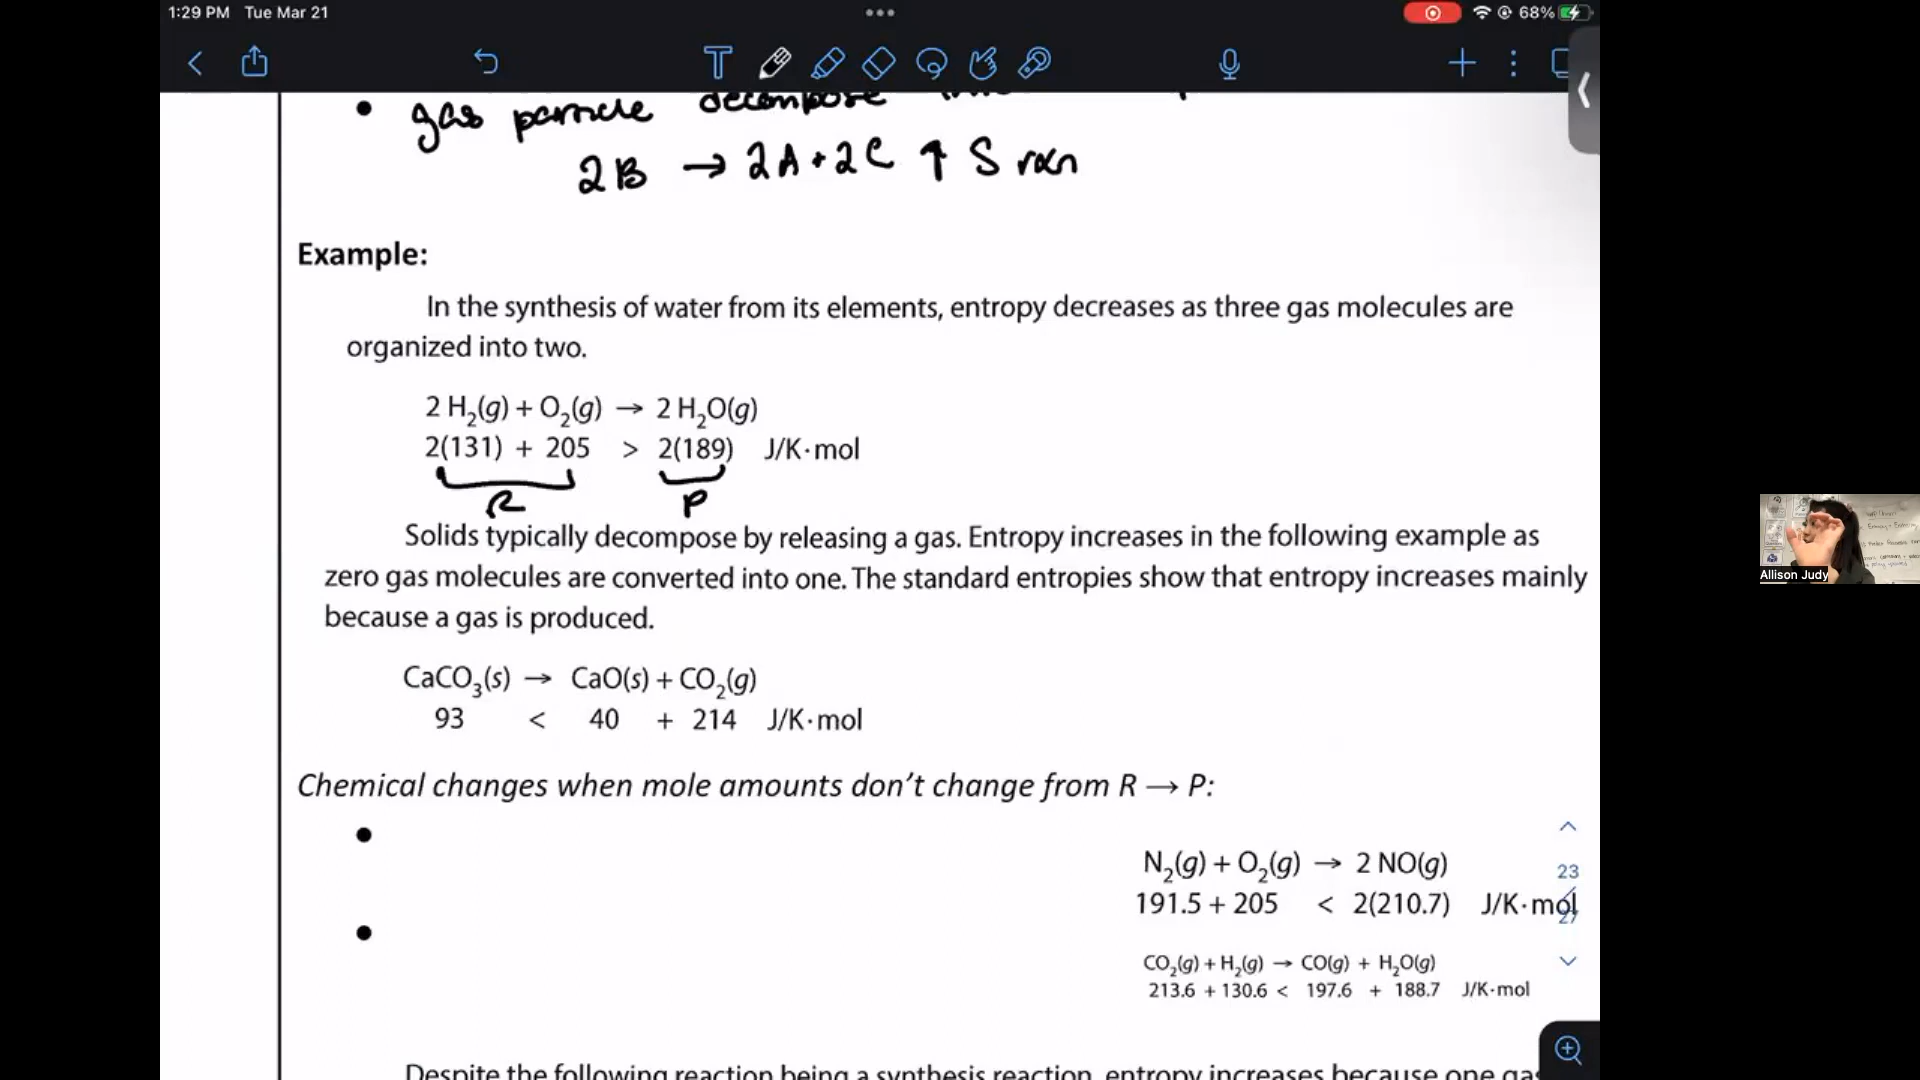 1:29 PM Tue Mar 21
68%
gas particle decompose
2B → 2A + 2C ↑ S rxn
Example:
In the synthesis of water from its elements, entropy decreases as three gas molecules are
organized into two.
2 H₂(g) + O₂(g) → 2 H₂O(g)
2(131) + 205 > 2(189) J/K·mol
R P
Solids typically decompose by releasing a gas. Entropy increases in the following example as
zero gas molecules are converted into one. The standard entropies show that entropy increases mainly
because a gas is produced.
CaCO₃(s) → CaO(s) + CO₂(g)
93 < 40 + 214 J/K·mol
Chemical changes when mole amounts don't change from R → P:
N₂(g) + O₂(g) → 2 NO(g)
191.5 + 205 < 2(210.7) J/K·mol
23
27
CO₂(g) + H₂(g) → CO(g) + H₂O(g)
213.6 + 130.6 < 197.6 + 188.7 J/K·mol
Despite the following reaction being a synthesis reaction, entropy increases because one gas
Allison Judy